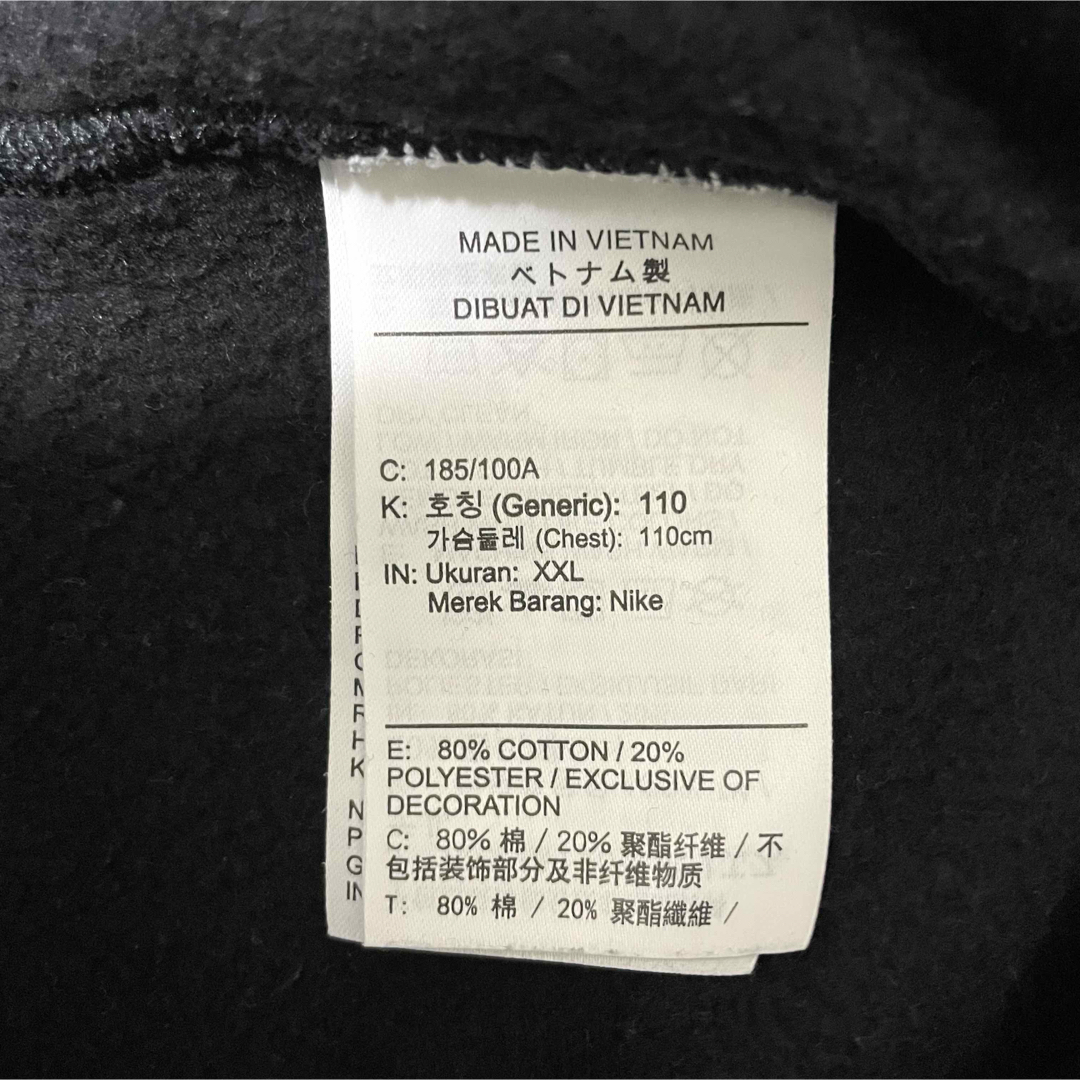 MADE IN VIETNAM
ベトナム製
DIBUAT DI VIETNAM
C: 185/100A
K: 호칭 (Generic): 110
가슴둘레 (Chest): 110cm
IN: Ukuran: XXL
Merek Barang: Nike
E: 80% COTTON / 20%
POLYESTER / EXCLUSIVE OF
DECORATION
C: 80% 棉 / 20% 聚酯纤维 / 不
包括装饰部分及非纤维物质
T: 80% 棉 / 20% 聚酯纖維 /